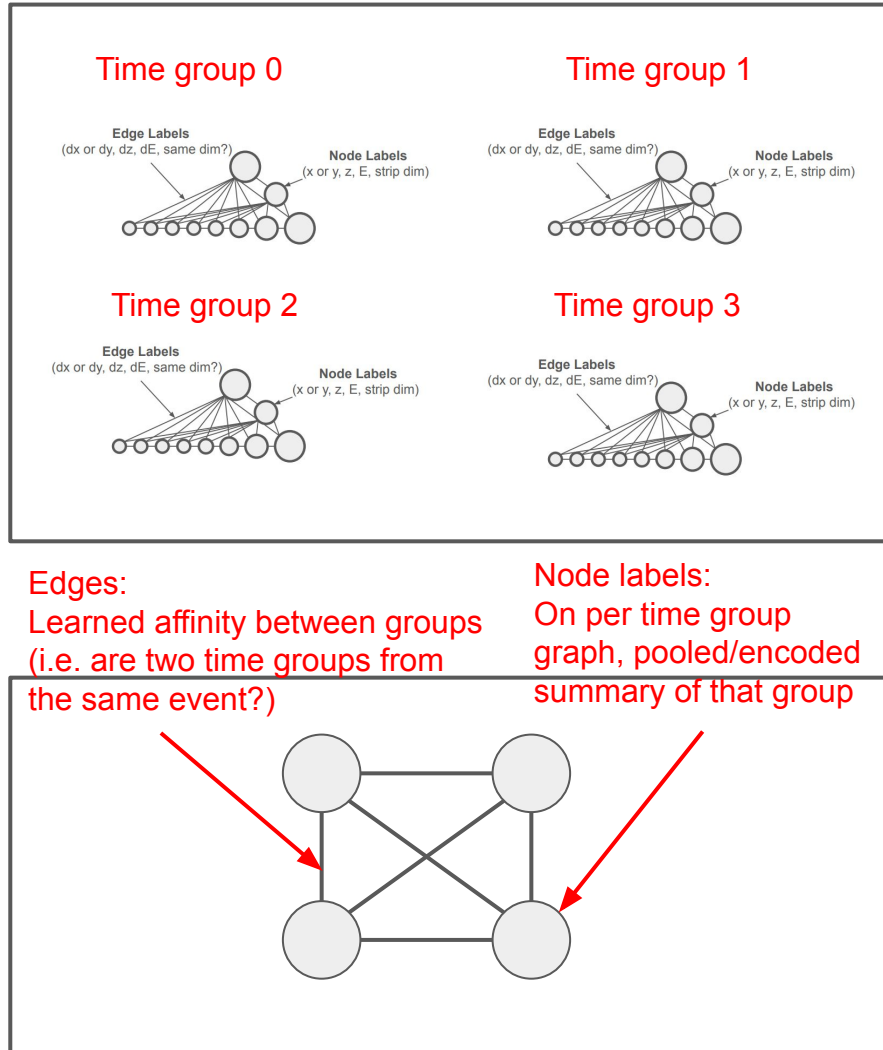 Time group 0
Time group 1
Edge Labels
(dx or dy, dz, dE, same dim?)
Node Labels
(x or y, z, E, strip dim)
Edge Labels
(dx or dy, dz, dE, same dim?)
Node Labels
(x or y, z, E, strip dim)
Time group 2
Time group 3
Edge Labels
(dx or dy, dz, dE, same dim?)
Node Labels
(x or y, z, E, strip dim)
Edge Labels
(dx or dy, dz, dE, same dim?)
Node Labels
(x or y, z, E, strip dim)
Edges:
Learned affinity between groups
(i.e. are two time groups from
the same event?)
Node labels:
On per time group
graph, pooled/encoded
summary of that group